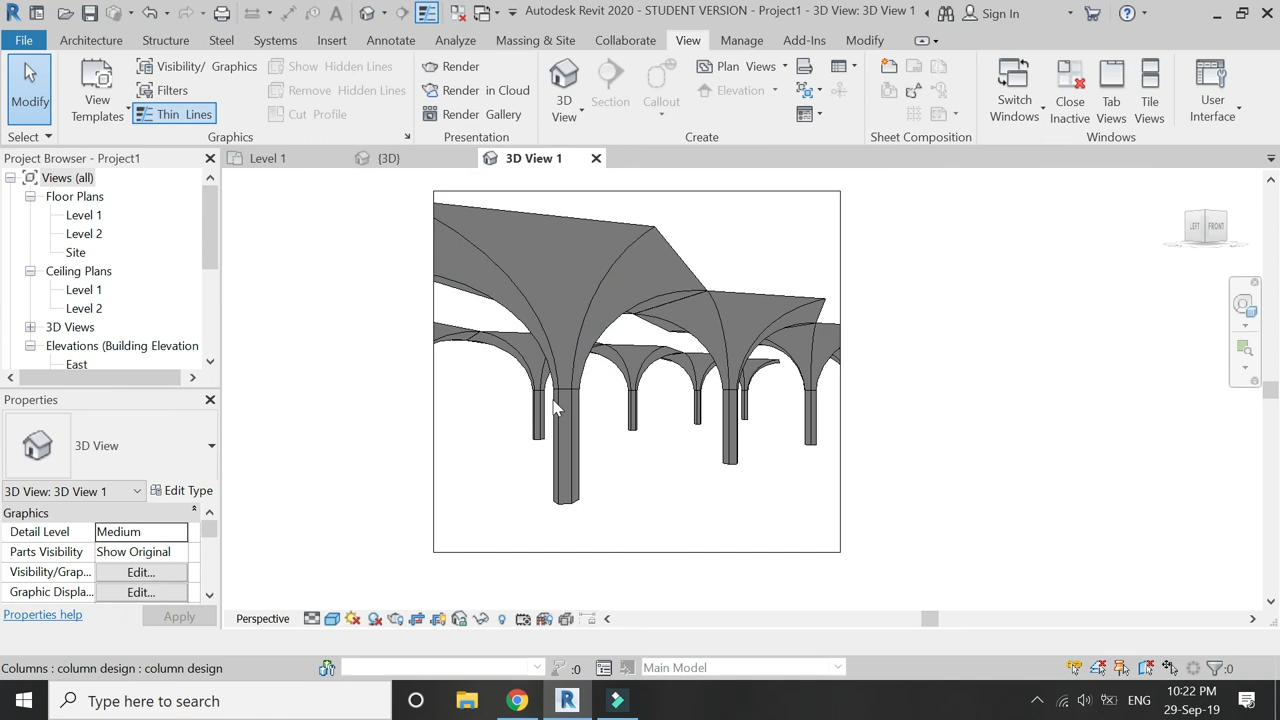 Autodesk Revit 2020 - STUDENT VERSION - Project1 - 3D View: 3D View 1
Sign In
File Architecture Structure Steel Systems Insert Annotate Analyze Massing & Site Collaborate View Manage Add-Ins Modify
Modify
View Templates
Visibility/ Graphics
Filters
Thin Lines
Show Hidden Lines
Remove Hidden Lines
Cut Profile
Render
Render in Cloud
Render Gallery
3D View
Section
Callout
Plan Views
Elevation
Switch Windows
Close Inactive
Tab Views
Tile Views
User Interface
Select Graphics Presentation Create Sheet Composition Windows
Project Browser - Project1
Level 1 {3D} 3D View 1
Views (all)
Floor Plans
Level 1
Level 2
Site
Ceiling Plans
Level 1
Level 2
3D Views
Elevations (Building Elevation
East
LEFT FRONT
Properties
3D View
3D View: 3D View 1 Edit Type
Graphics
Detail Level Medium
Parts Visibility Show Original
Visibility/Grap... Edit...
Graphic Displa... Edit...
Properties help Apply
Perspective
Columns : column design : column design
:0
Main Model
:0
Type here to search
ENG
10:22 PM
29-Sep-19